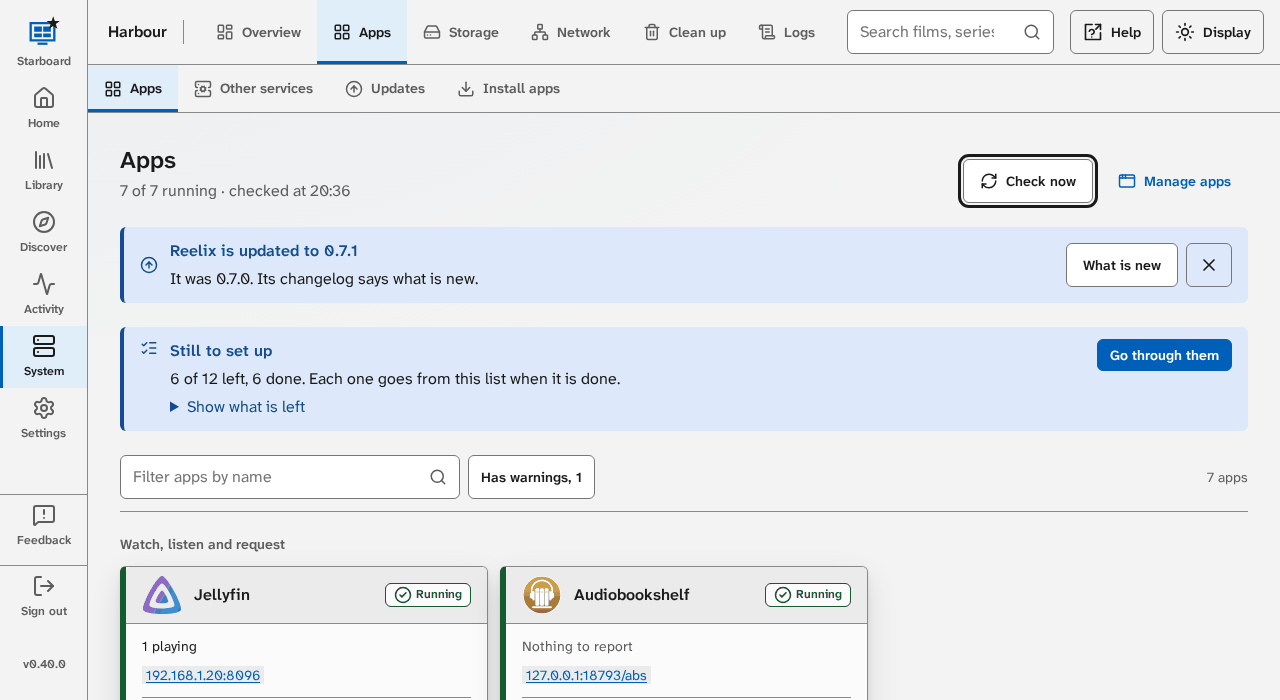 Starboard
Home
Library
Discover
Activity
System
Settings
Feedback
Sign out
v0.40.0
Harbour
Overview
Apps
Storage
Network
Clean up
Logs
Search films, series
Help
Display
Apps
Other services
Updates
Install apps
Apps
7 of 7 running · checked at 20:36
Check now
Manage apps
Reelix is updated to 0.7.1
It was 0.7.0. Its changelog says what is new.
What is new
Still to set up
6 of 12 left, 6 done. Each one goes from this list when it is done.
Show what is left
Go through them
Filter apps by name
Has warnings, 1
7 apps
Watch, listen and request
Jellyfin
Running
1 playing
192.168.1.20:8096
Audiobookshelf
Running
Nothing to report
127.0.0.1:18793/abs